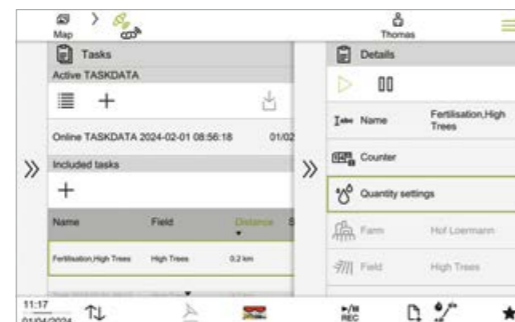 Map
Thomas
Tasks
Active TASKDATA
Online TASKDATA 2024-02-01 08:56:18 01/02
Included tasks
Name Field Distance S
Fertilisation,High Trees High Trees 0,2 km
Details
Name Fertilisation,High
Trees
Counter
Quantity settings
Farm Hof Loermann
Field High Trees
11:17
01/04/2024
REC